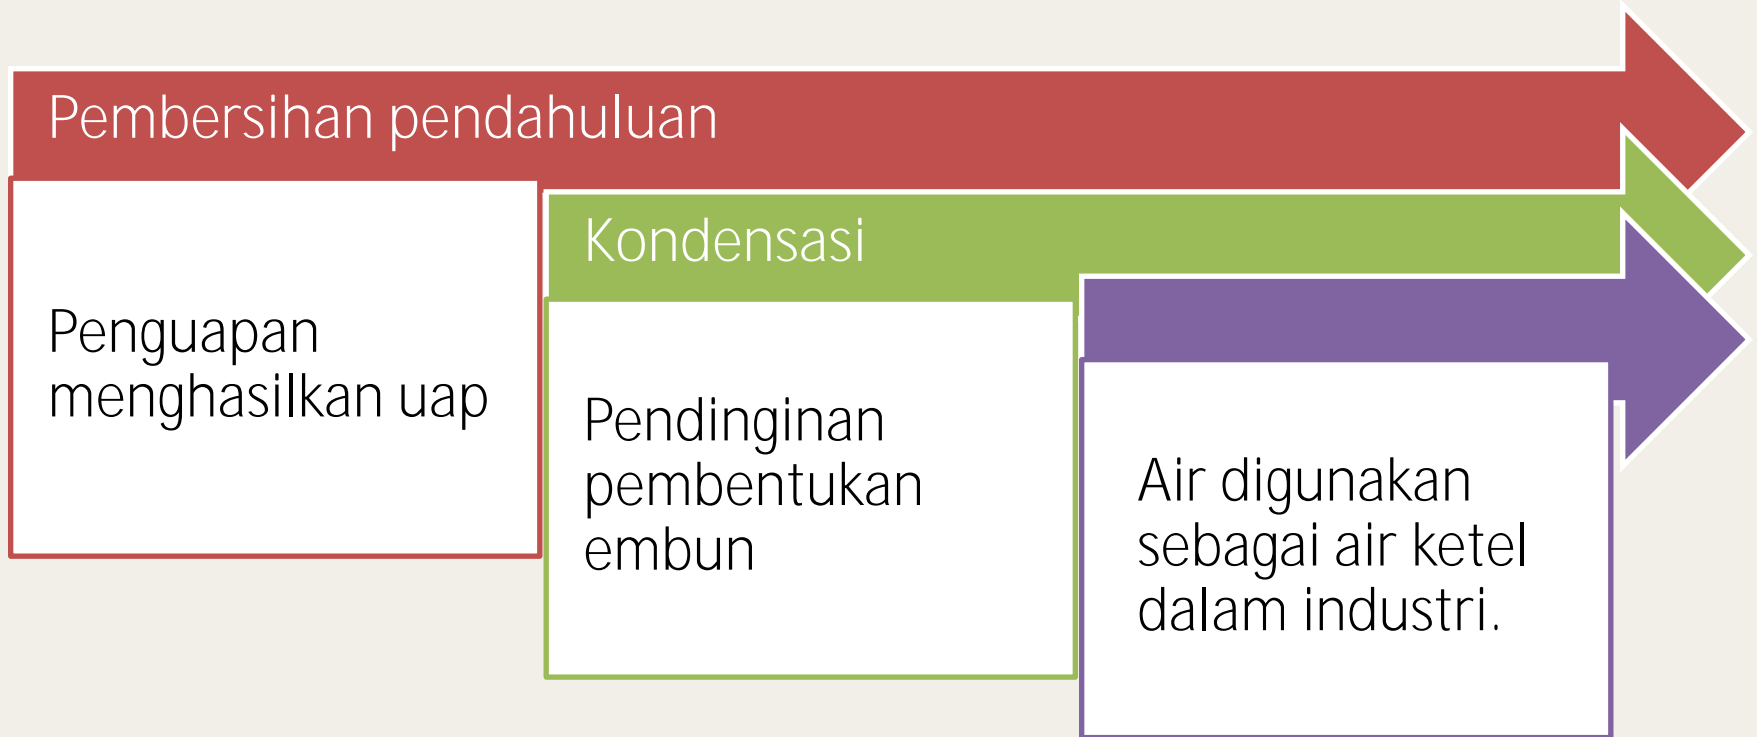 Pembersihan pendahuluan
Penguapan
menghasilkan uap
Kondensasi
Pendinginan
pembentukan
embun
Air digunakan
sebagai air ketel
dalam industri.